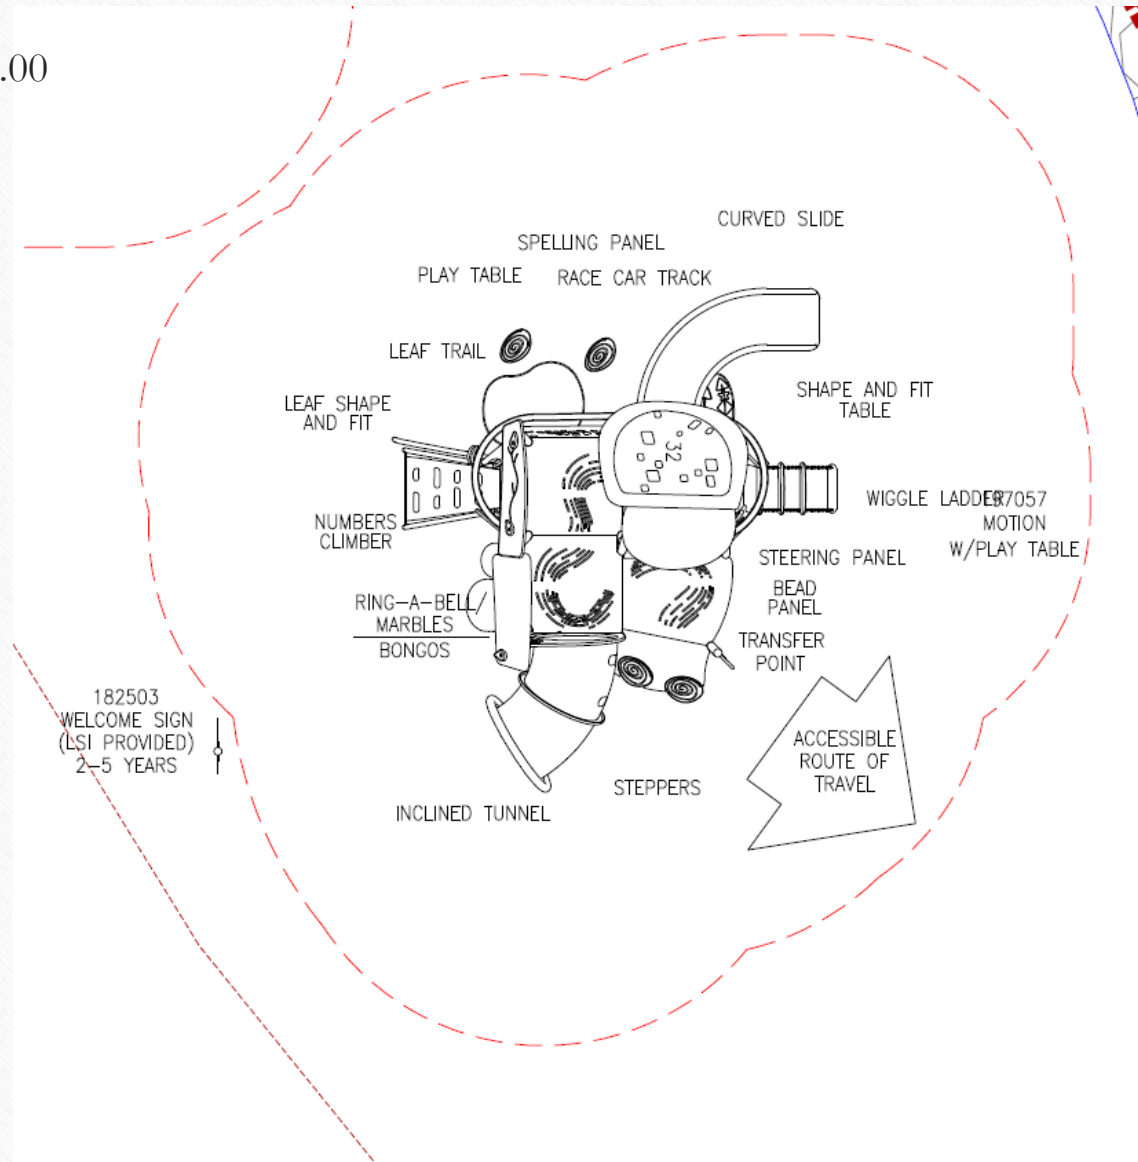 .00
CURVED SLIDE
SPELLING PANEL
PLAY TABLE
RACE CAR TRACK
LEAF TRAIL
LEAF SHAPE
AND FIT
SHAPE AND FIT
TABLE
32
WIGGLE LADDER
7057
MOTION
W/PLAY TABLE
NUMBERS
CLIMBER
STEERING PANEL
BEAD
PANEL
RING-A-BELL
MARBLES
BONGOS
TRANSFER
POINT
182503
WELCOME SIGN
(LSI PROVIDED)
2-5 YEARS
ACCESSIBLE
ROUTE OF
TRAVEL
STEPPERS
INCLINED TUNNEL